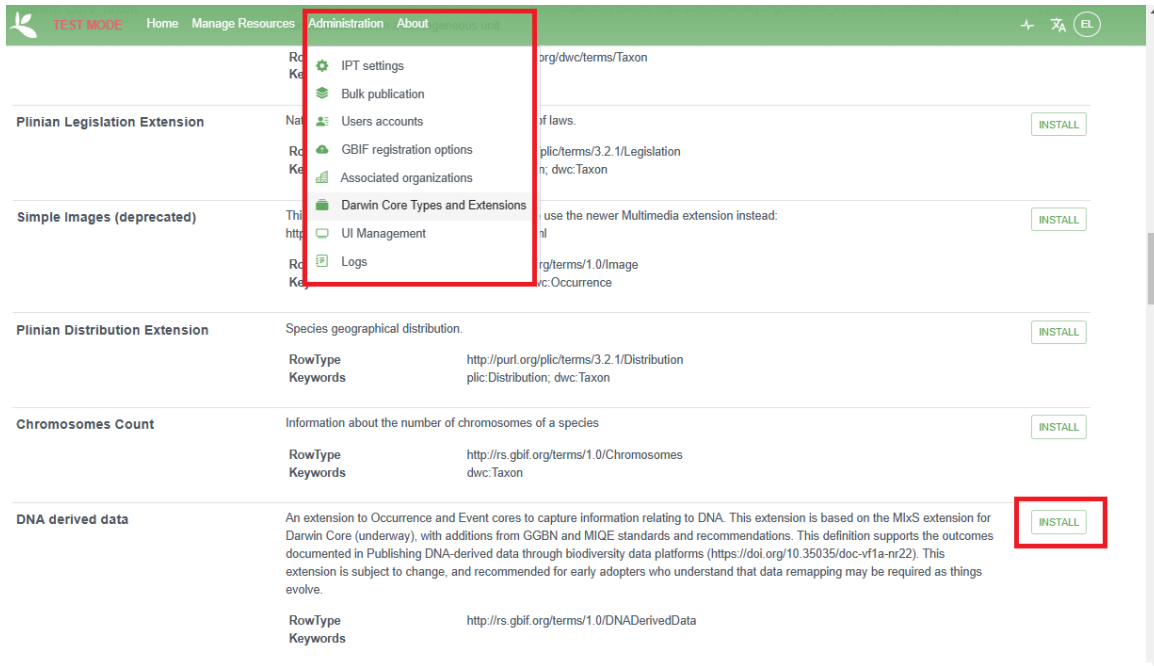 TEST MODE Home Manage Resources Administration About EL
RowType
org/dwc/terms/Taxon
IPT settings
Bulk publication
Users accounts
GBIF registration options
Associated organizations
Darwin Core Types and Extensions
UI Management
Logs
Plinian Legislation Extension of laws. INSTALL
plic/terms/3.2.1/Legislation
n; dwc:Taxon
Simple Images (deprecated) use the newer Multimedia extension instead: INSTALL
http
rg/terms/1.0/Image
wc:Occurrence
Plinian Distribution Extension Species geographical distribution. INSTALL
RowType http://purl.org/plic/terms/3.2.1/Distribution
Keywords plic:Distribution; dwc:Taxon
Chromosomes Count Information about the number of chromosomes of a species INSTALL
RowType http://rs.gbif.org/terms/1.0/Chromosomes
Keywords dwc:Taxon
DNA derived data An extension to Occurrence and Event cores to capture information relating to DNA. This extension is based on the MIxS extension for INSTALL
Darwin Core (underway), with additions from GGBN and MIQE standards and recommendations. This definition supports the outcomes
documented in Publishing DNA-derived data through biodiversity data platforms (https://doi.org/10.35035/doc-vf1a-nr22). This
extension is subject to change, and recommended for early adopters who understand that data remapping may be required as things
evolve.
RowType http://rs.gbif.org/terms/1.0/DNADerivedData
Keywords